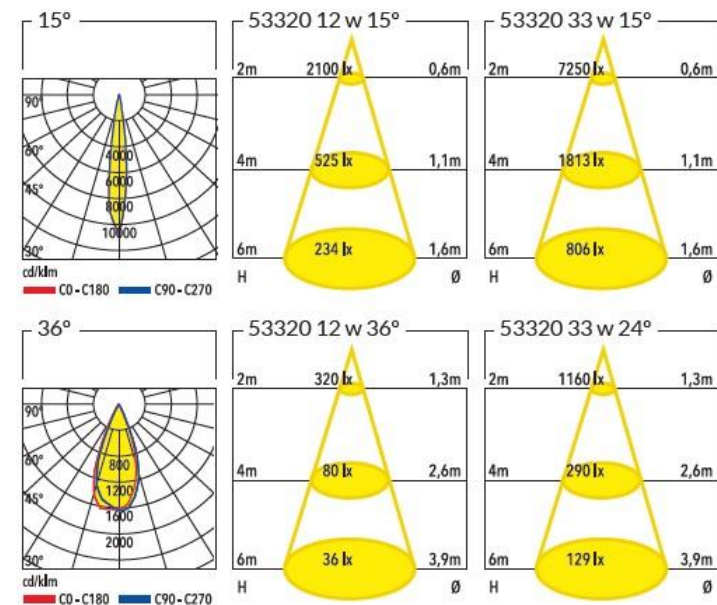 15°
90°
60°
45°
30°
4000
6000
8000
10000
cd/klm
C0-C180 C90-C270
53320 12 w 15°
2m 2100 lx 0,6m
4m 525 lx 1,1m
6m 234 lx 1,6m
H Ø
53320 33 w 15°
2m 7250 lx 0,6m
4m 1813 lx 1,1m
6m 806 lx 1,6m
H Ø
36°
90°
60°
45°
30°
800
1200
1600
2000
cd/klm
C0-C180 C90-C270
53320 12 w 36°
2m 320 lx 1,3m
4m 80 lx 2,6m
6m 36 lx 3,9m
H Ø
53320 33 w 24°
2m 1160 lx 1,3m
4m 290 lx 2,6m
6m 129 lx 3,9m
H Ø